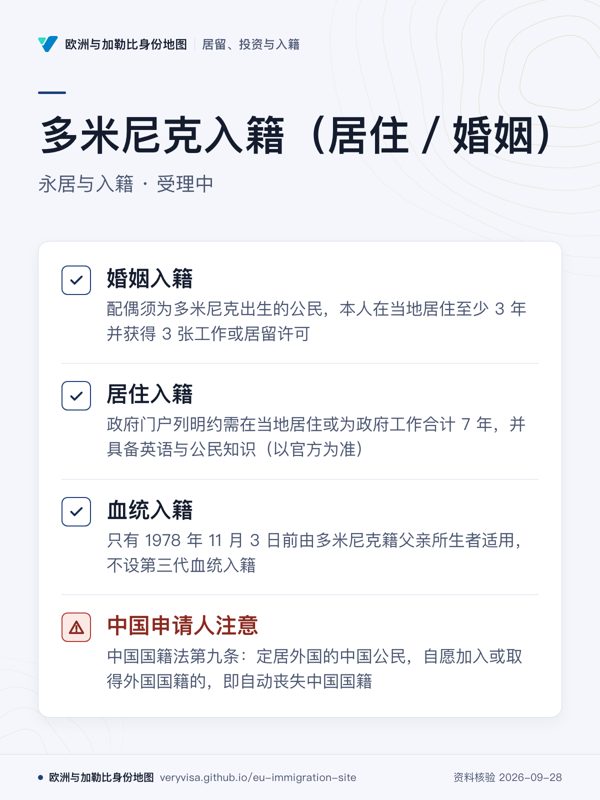 欧洲与加勒比身份地图 居留、投资与入籍
多米尼克入籍（居住 / 婚姻）
永居与入籍 · 受理中
婚姻入籍
配偶须为多米尼克出生的公民，本人在当地居住至少 3 年
并获得 3 张工作或居留许可
居住入籍
政府门户列明约需在当地居住或为政府工作合计 7 年，并
具备英语与公民知识（以官方为准）
血统入籍
只有 1978 年 11 月 3 日前由多米尼克籍父亲所生者适用，
不设第三代血统入籍
中国申请人注意
中国国籍法第九条：定居外国的中国公民，自愿加入或取
得外国国籍的，即自动丧失中国国籍
欧洲与加勒比身份地图 veryvisa.github.io/eu-immigration-site 资料核验 2026-09-28